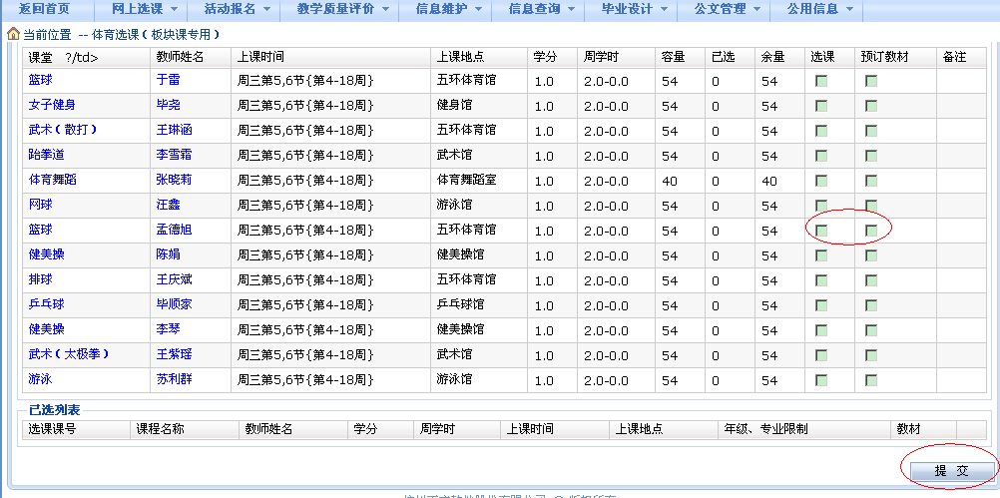 返回首页 网上选课 活动报名 教学质量评价 信息维护 信息查询 毕业设计 公文管理 公用信息
当前位置 -- 体育选课(板块课专用)
课堂 ?/td> 教师姓名 上课时间 上课地点 学分 周学时 容量 已选 余量 选课 预订教材 备注
篮球 于雷 周三第5,6节{第4-18周} 五环体育馆 1.0 2.0-0.0 54 0 54
女子健身 毕尧 周三第5,6节{第4-18周} 健身馆 1.0 2.0-0.0 54 0 54
武术(散打) 王琳涵 周三第5,6节{第4-18周} 五环体育馆 1.0 2.0-0.0 54 0 54
跆拳道 李雪霜 周三第5,6节{第4-18周} 武术馆 1.0 2.0-0.0 54 0 54
体育舞蹈 张晓莉 周三第5,6节{第4-18周} 体育舞蹈室 1.0 2.0-0.0 40 0 40
网球 汪鑫 周三第5,6节{第4-18周} 游泳馆 1.0 2.0-0.0 54 0 54
篮球 孟德旭 周三第5,6节{第4-18周} 五环体育馆 1.0 2.0-0.0 54 0 54
健美操 陈娟 周三第5,6节{第4-18周} 健美操馆 1.0 2.0-0.0 54 0 54
排球 王庆斌 周三第5,6节{第4-18周} 五环体育馆 1.0 2.0-0.0 54 0 54
乒乓球 毕顺家 周三第5,6节{第4-18周} 乒乓球馆 1.0 2.0-0.0 54 0 54
健美操 李琴 周三第5,6节{第4-18周} 健美操馆 1.0 2.0-0.0 54 0 54
武术(太极拳) 王紫瑶 周三第5,6节{第4-18周} 武术馆 1.0 2.0-0.0 54 0 54
游泳 苏利群 周三第5,6节{第4-18周} 游泳馆 1.0 2.0-0.0 54 0 54
已选列表
选课课号 课程名称 教师姓名 学分 周学时 上课时间 上课地点 年级、专业限制 教材
提 交